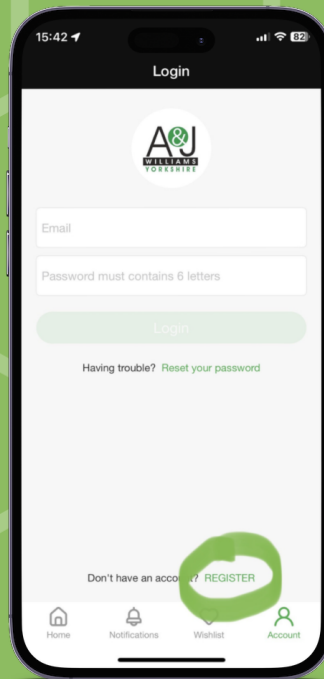 15:42
82
Login
A&J
WILLIAMS
YORKSHIRE
Email
Password must contains 6 letters
Login
Having trouble? Reset your password
Don't have an account? REGISTER
Home Notifications Wishlist Account